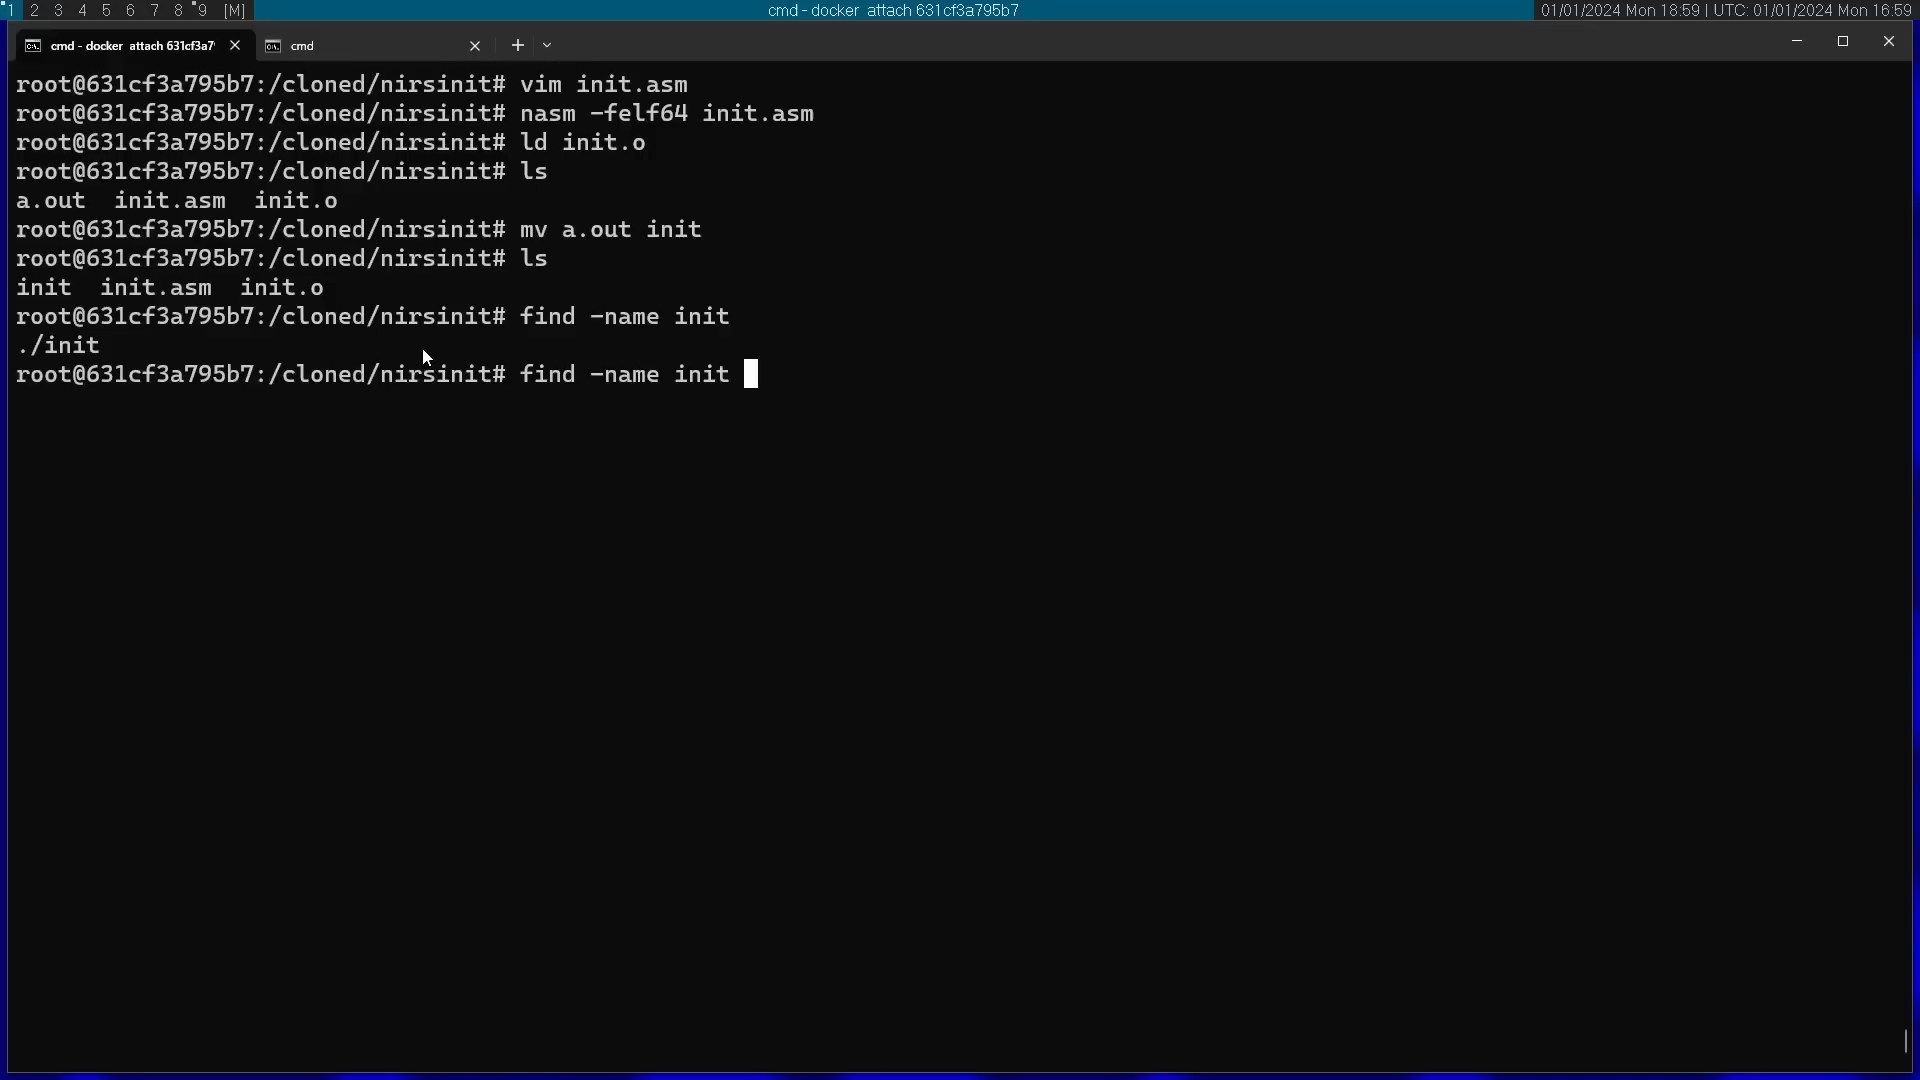 1 2 3 4 5 6 7 8 9 [M] cmd - docker attach 631cf3a795b7 01/01/2024 Mon 18:59 | UTC: 01/01/2024 Mon 16:59
cmd - docker attach 631cf3a7 cmd
root@631cf3a795b7:/cloned/nirsinit# vim init.asm
root@631cf3a795b7:/cloned/nirsinit# nasm -felf64 init.asm
root@631cf3a795b7:/cloned/nirsinit# ld init.o
root@631cf3a795b7:/cloned/nirsinit# ls
a.out  init.asm  init.o
root@631cf3a795b7:/cloned/nirsinit# mv a.out init
root@631cf3a795b7:/cloned/nirsinit# ls
init  init.asm  init.o
root@631cf3a795b7:/cloned/nirsinit# find -name init
./init
root@631cf3a795b7:/cloned/nirsinit# find -name init